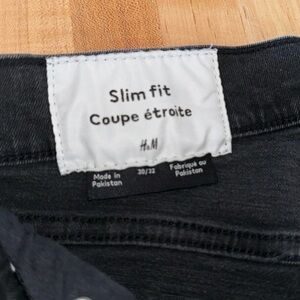 Slim fit
Coupe étroite
H&M
Made in
Pakistan
30/32
Fabriqué au
Pakistan